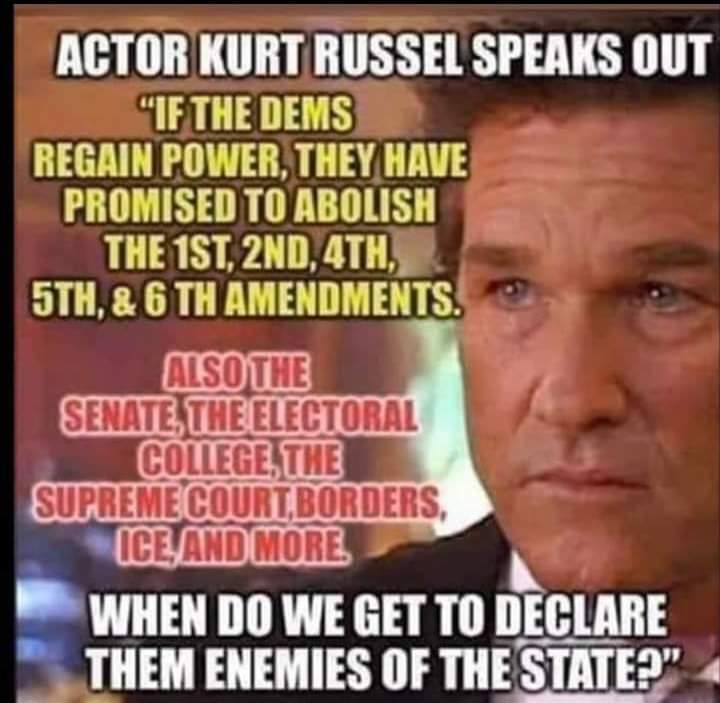 ACTOR KURT RUSSEL SPEAKS OUT
"IF THE DEMS
REGAIN POWER, THEY HAVE
PROMISED TO ABOLISH
THE 1ST, 2ND, 4TH,
5TH, & 6 TH AMENDMENTS.
ALSO THE
SENATE, THE ELECTORAL
COLLEGE, THE
SUPREME COURT, BORDERS,
ICE, AND MORE.
WHEN DO WE GET TO DECLARE
THEM ENEMIES OF THE STATE?"